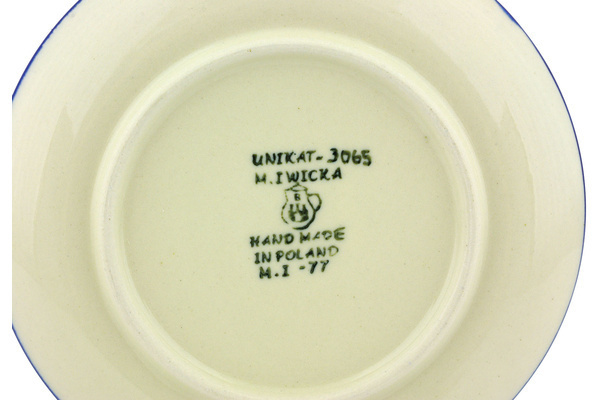 UNIKAT-3065
M.IWICKA
B
HAND MADE
IN POLAND
M.I-77